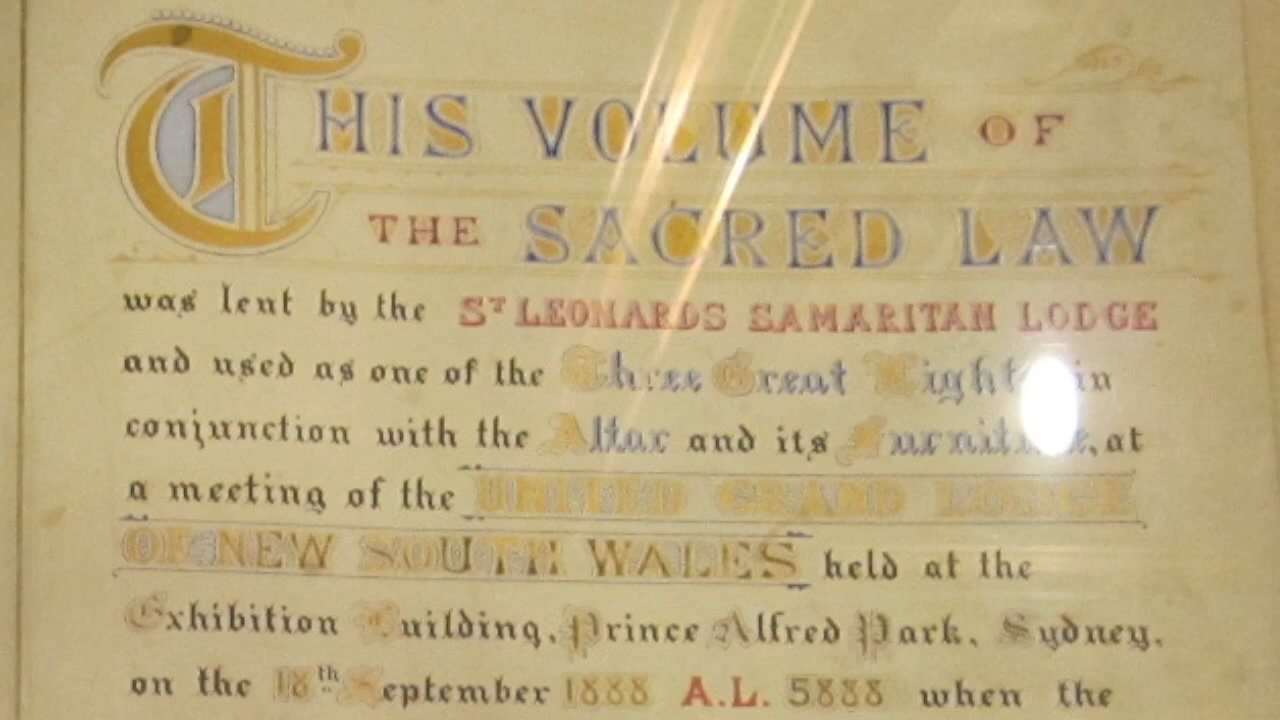 THIS VOLUME OF
THE SACRED LAW
was lent by the ST LEONARDS SAMARITAN LODGE
and used as one of the Three Great Lights in
conjunction with the Altar and its Furniture, at
a meeting of the UNITED GRAND LODGE
OF NEW SOUTH WALES held at the
Exhibition Building, Prince Alfred Park, Sydney,
on the 18th September 1888 A.L. 5888 when the